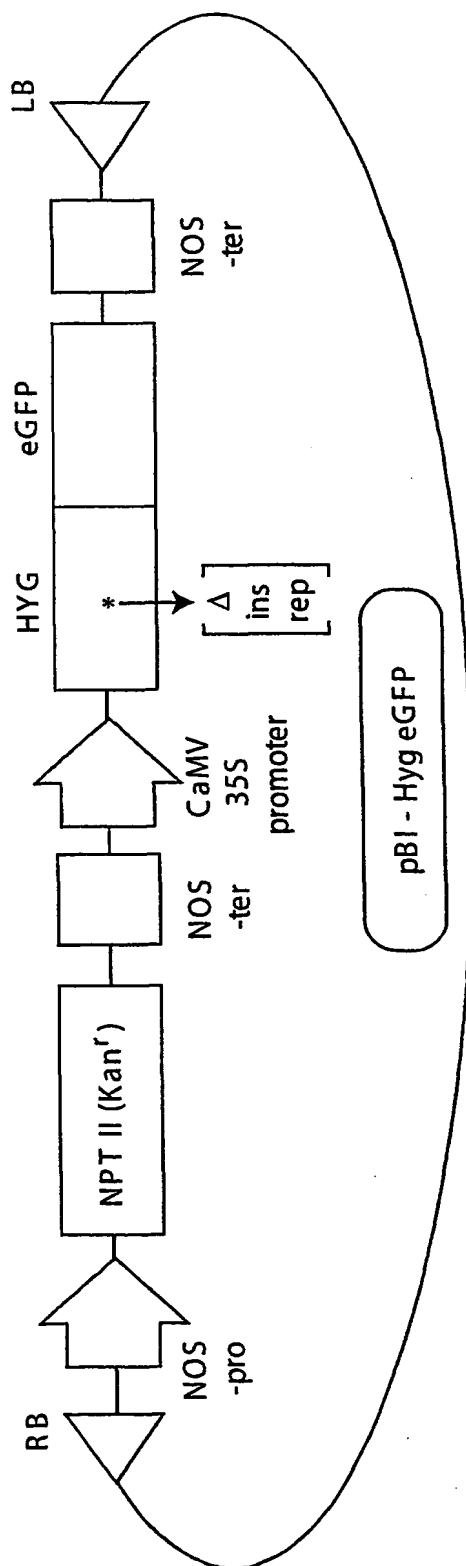 RB
NOS
-pro
NPT II (Kanʳ)
NOS
-ter
CaMV
35S
promoter
HYG
*
Δ
ins
rep
eGFP
NOS
-ter
LB
pBI - Hyg eGFP